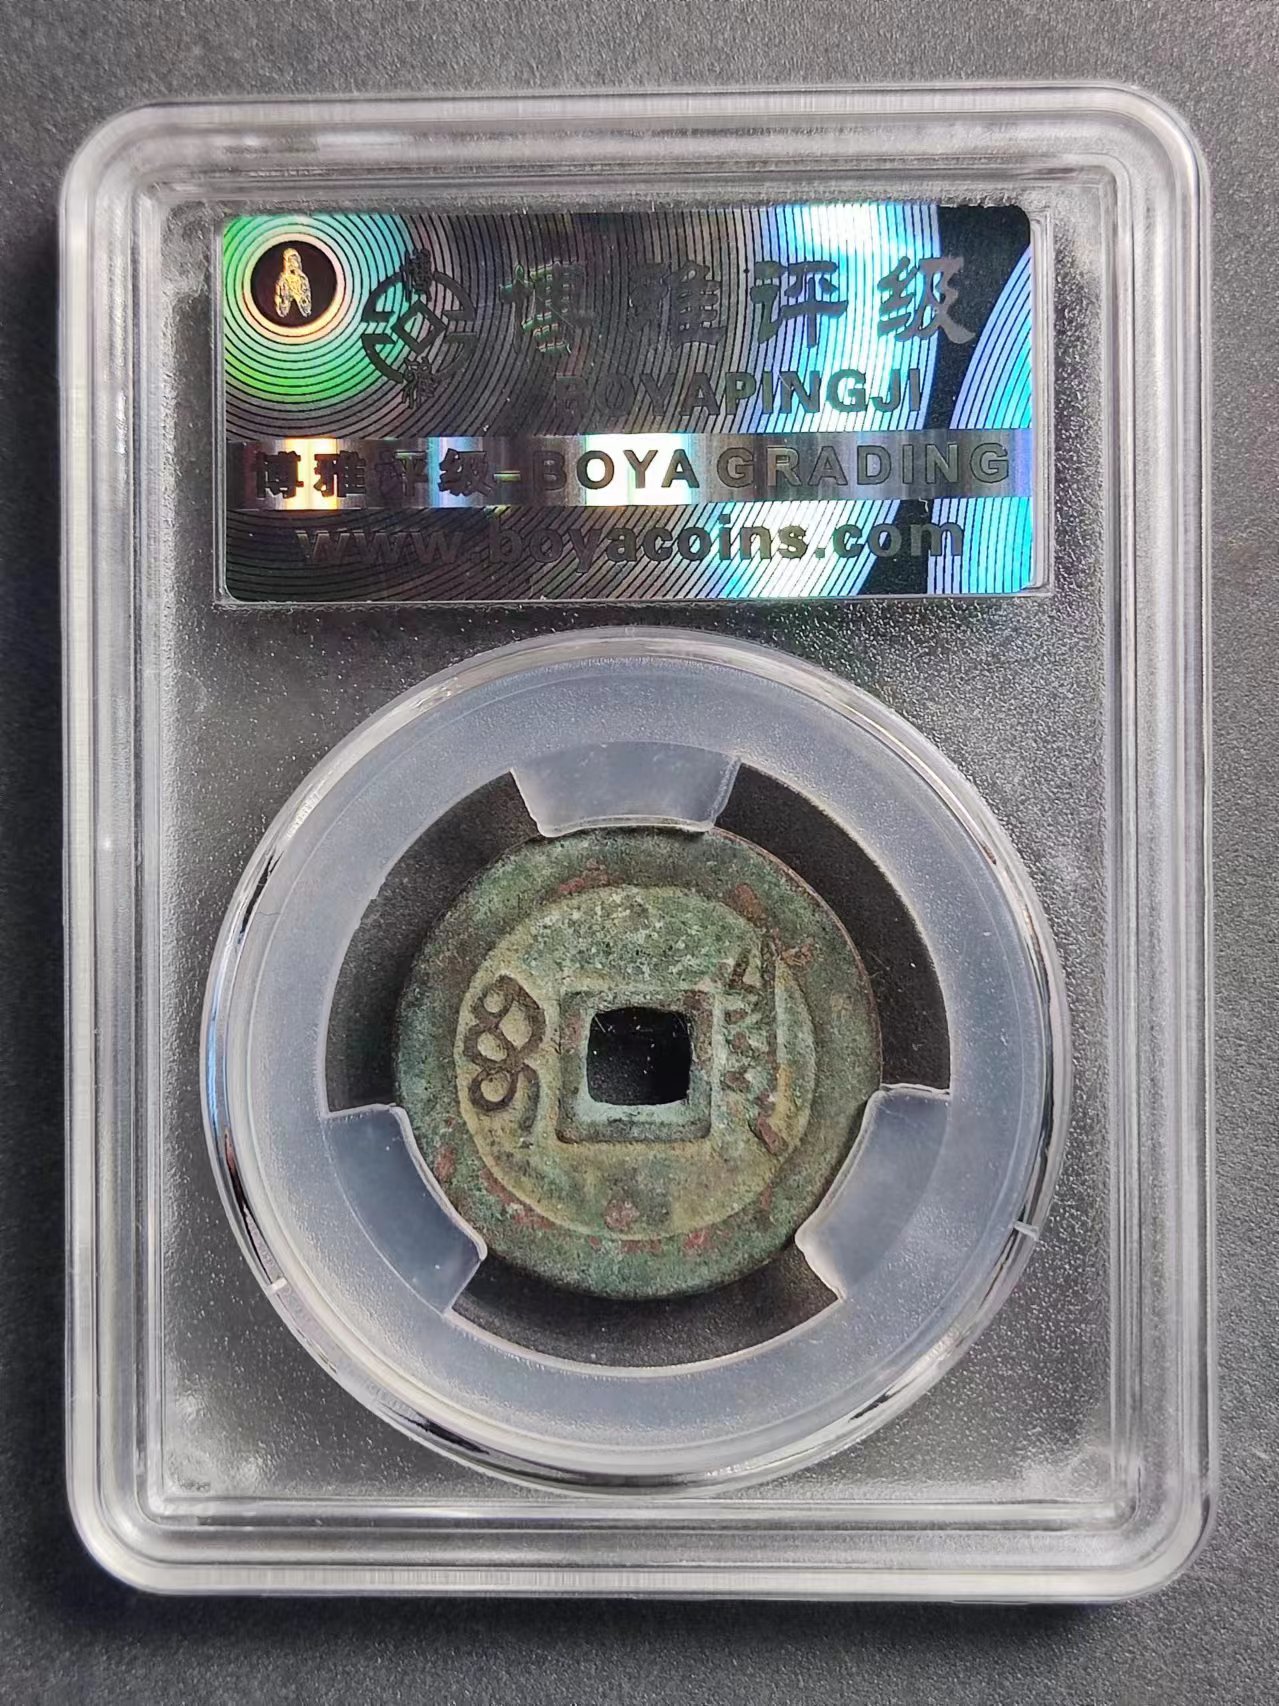 博雅评级
BOYAPINGJI
博雅评级-BOYA GRADING
www.boyacoins.com